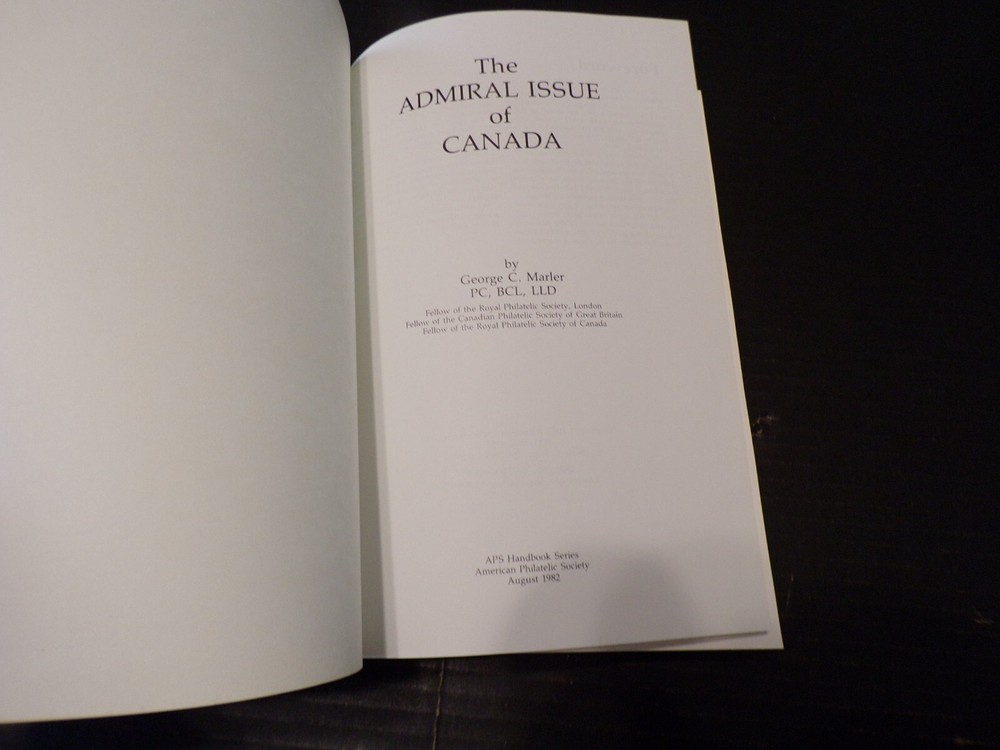 The
ADMIRAL ISSUE
of
CANADA
by
George C. Marler
PC, BCL, LLD
Fellow of the Royal Philatelic Society, London
Fellow of the Canadian Philatelic Society of Great Britain
Fellow of the Royal Philatelic Society of Canada
APS Handbook Series
American Philatelic Society
August 1982